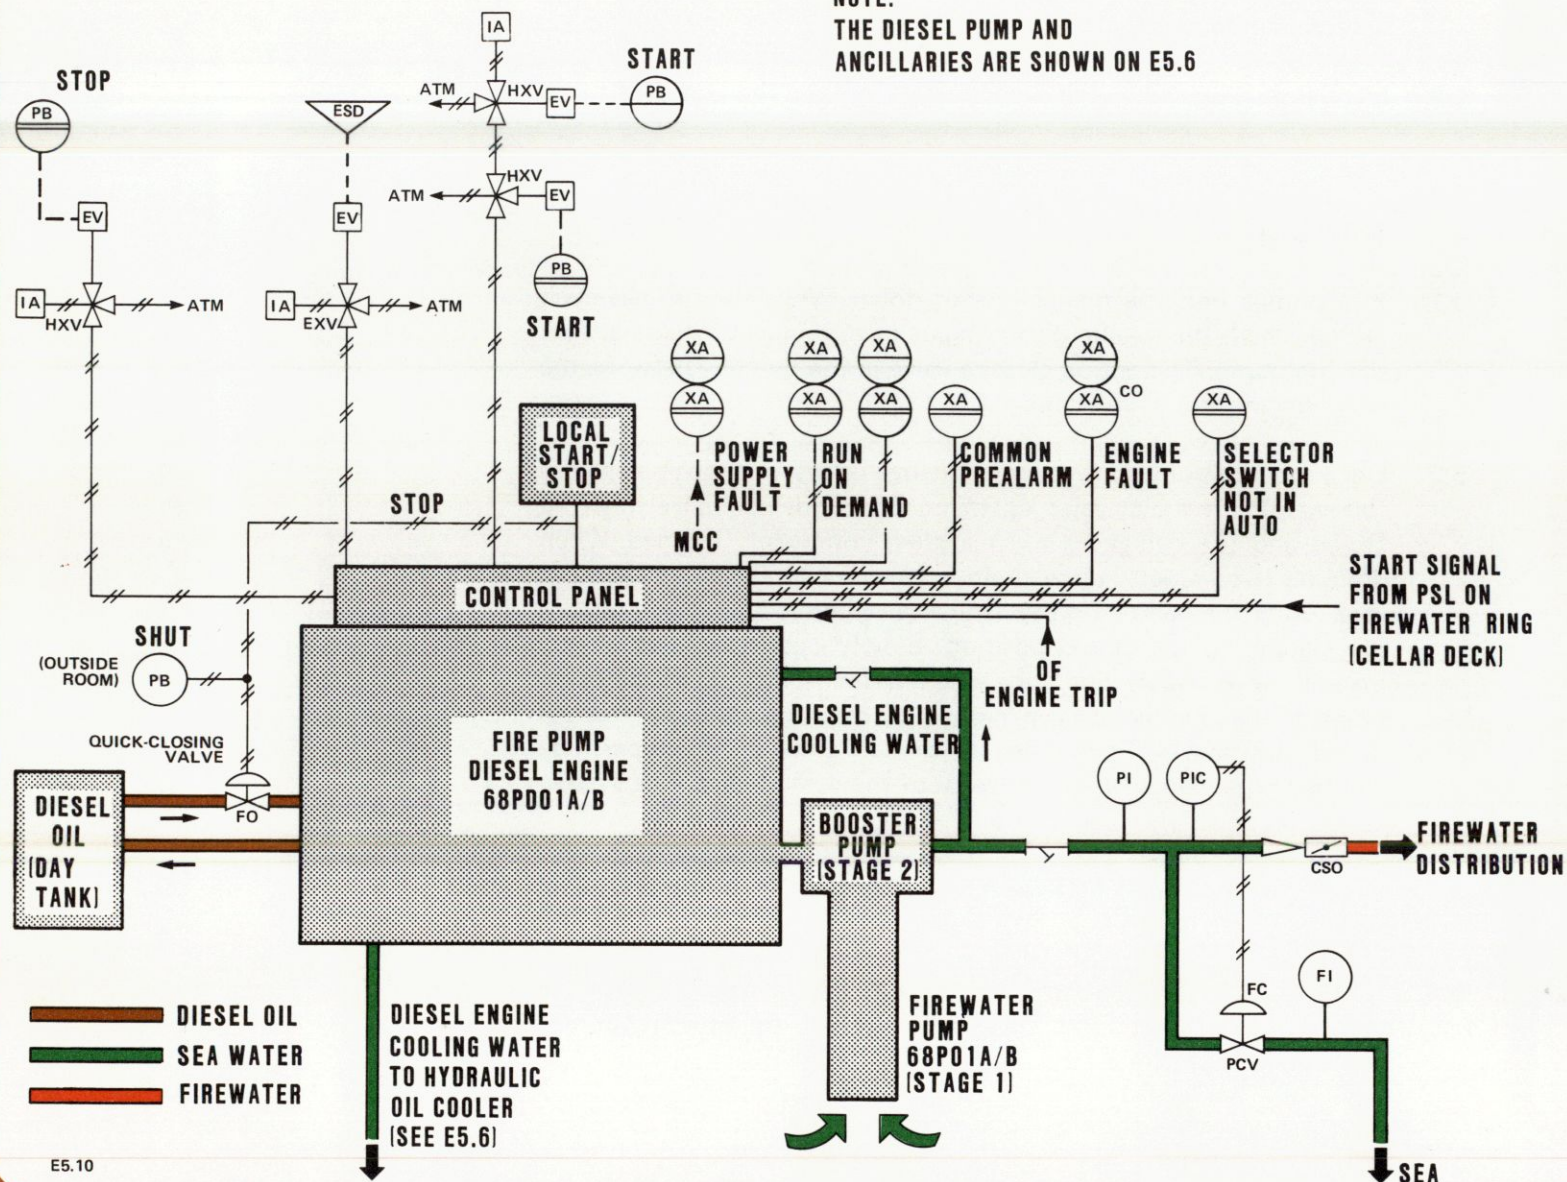 NOTE:
THE DIESEL PUMP AND
ANCILLARIES ARE SHOWN ON E5.6
IA
STOP
PB
ESD
ATM
HXV
EV
START
PB
ATM
HXV
EV
EV
EV
PB
START
IA
HXV
ATM
IA
EXV
ATM
XA
XA
XA
XA
XA
XA
XA
XA
XA
CO
XA
LOCAL
START/
STOP
POWER
SUPPLY
FAULT
MCC
RUN
ON
DEMAND
COMMON
PREALARM
ENGINE
FAULT
SELECTOR
SWITCH
NOT IN
AUTO
STOP
CONTROL PANEL
START SIGNAL
FROM PSL ON
FIREWATER RING
(CELLAR DECK)
SHUT
(OUTSIDE
ROOM)
PB
OF
ENGINE TRIP
QUICK-CLOSING
VALVE
FO
FIRE PUMP
DIESEL ENGINE
68PD01A/B
DIESEL ENGINE
COOLING WATER
DIESEL
OIL
(DAY
TANK)
BOOSTER
PUMP
(STAGE 2)
PI
PIC
CSO
FIREWATER
DISTRIBUTION
FC
FI
PCV
SEA
FIREWATER
PUMP
68P01A/B
(STAGE 1)
DIESEL ENGINE
COOLING WATER
TO HYDRAULIC
OIL COOLER
(SEE E5.6)
DIESEL OIL
SEA WATER
FIREWATER
E5.10